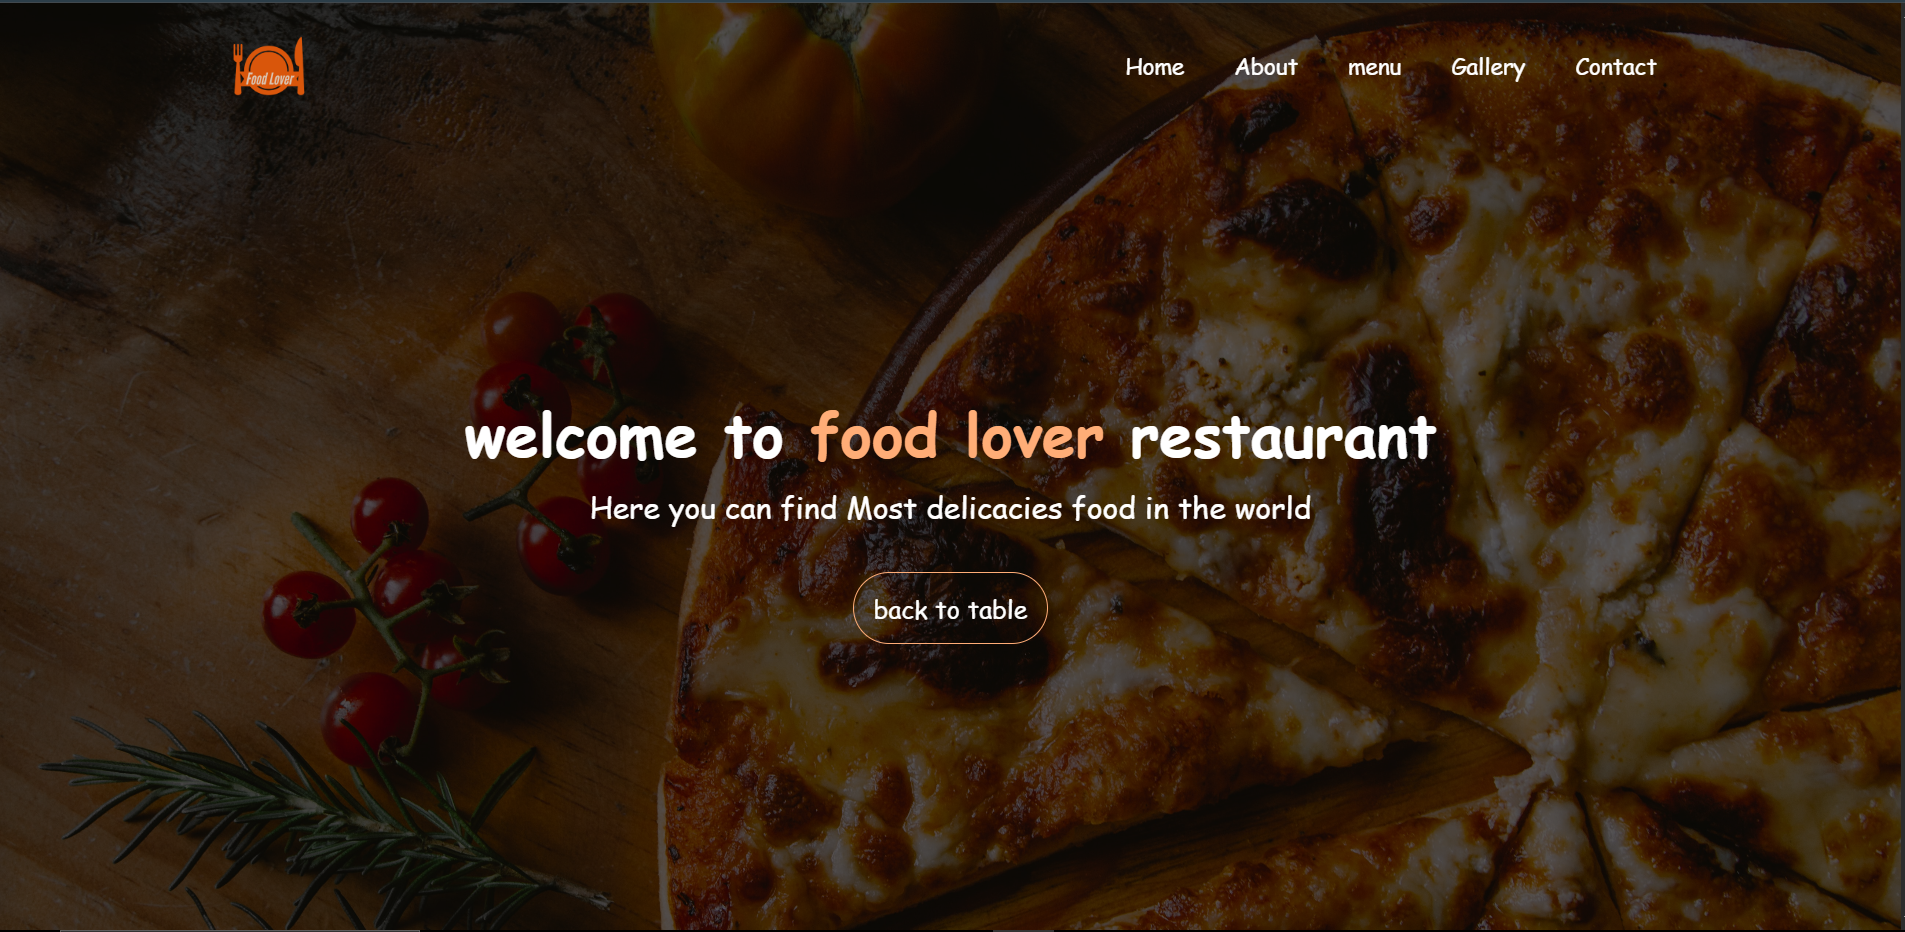 Food Lover
Home About menu Gallery Contact
welcome to food lover restaurant
Here you can find Most delicacies food in the world
back to table